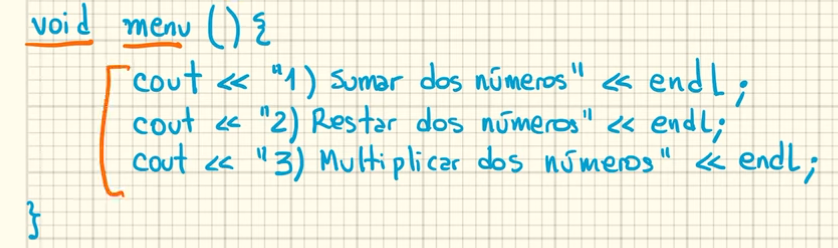 void menu () {
cout << "1) Sumar dos números" << endl;
cout << "2) Restar dos números" << endl;
cout << "3) Multiplicar dos números" << endl;
}